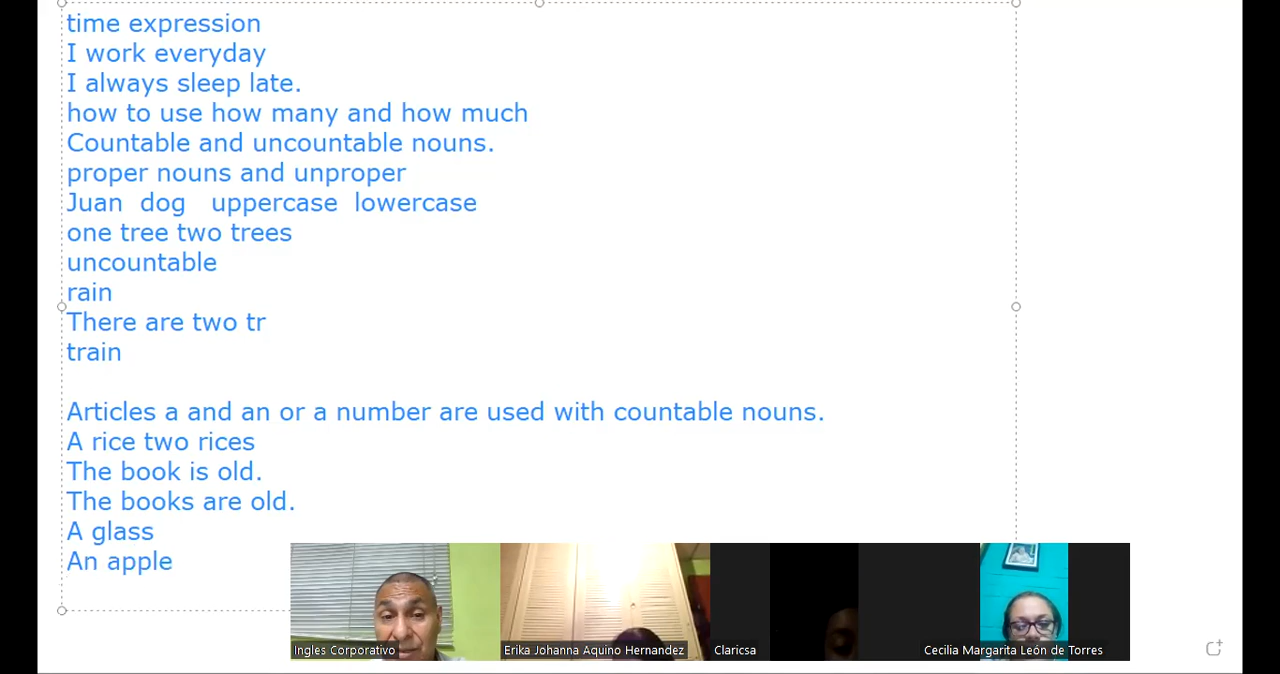 time expression
I work everyday
I always sleep late.
how to use how many and how much
Countable and uncountable nouns.
proper nouns and unproper
Juan  dog   uppercase  lowercase
one tree two trees
uncountable
rain
There are two tr
train
Articles a and an or a number are used with countable nouns.
A rice two rices
The book is old.
The books are old.
A glass
An apple
Ingles Corporativo
Erika Johanna Aquino Hernandez
Claricsa
Cecilia Margarita León de Torres